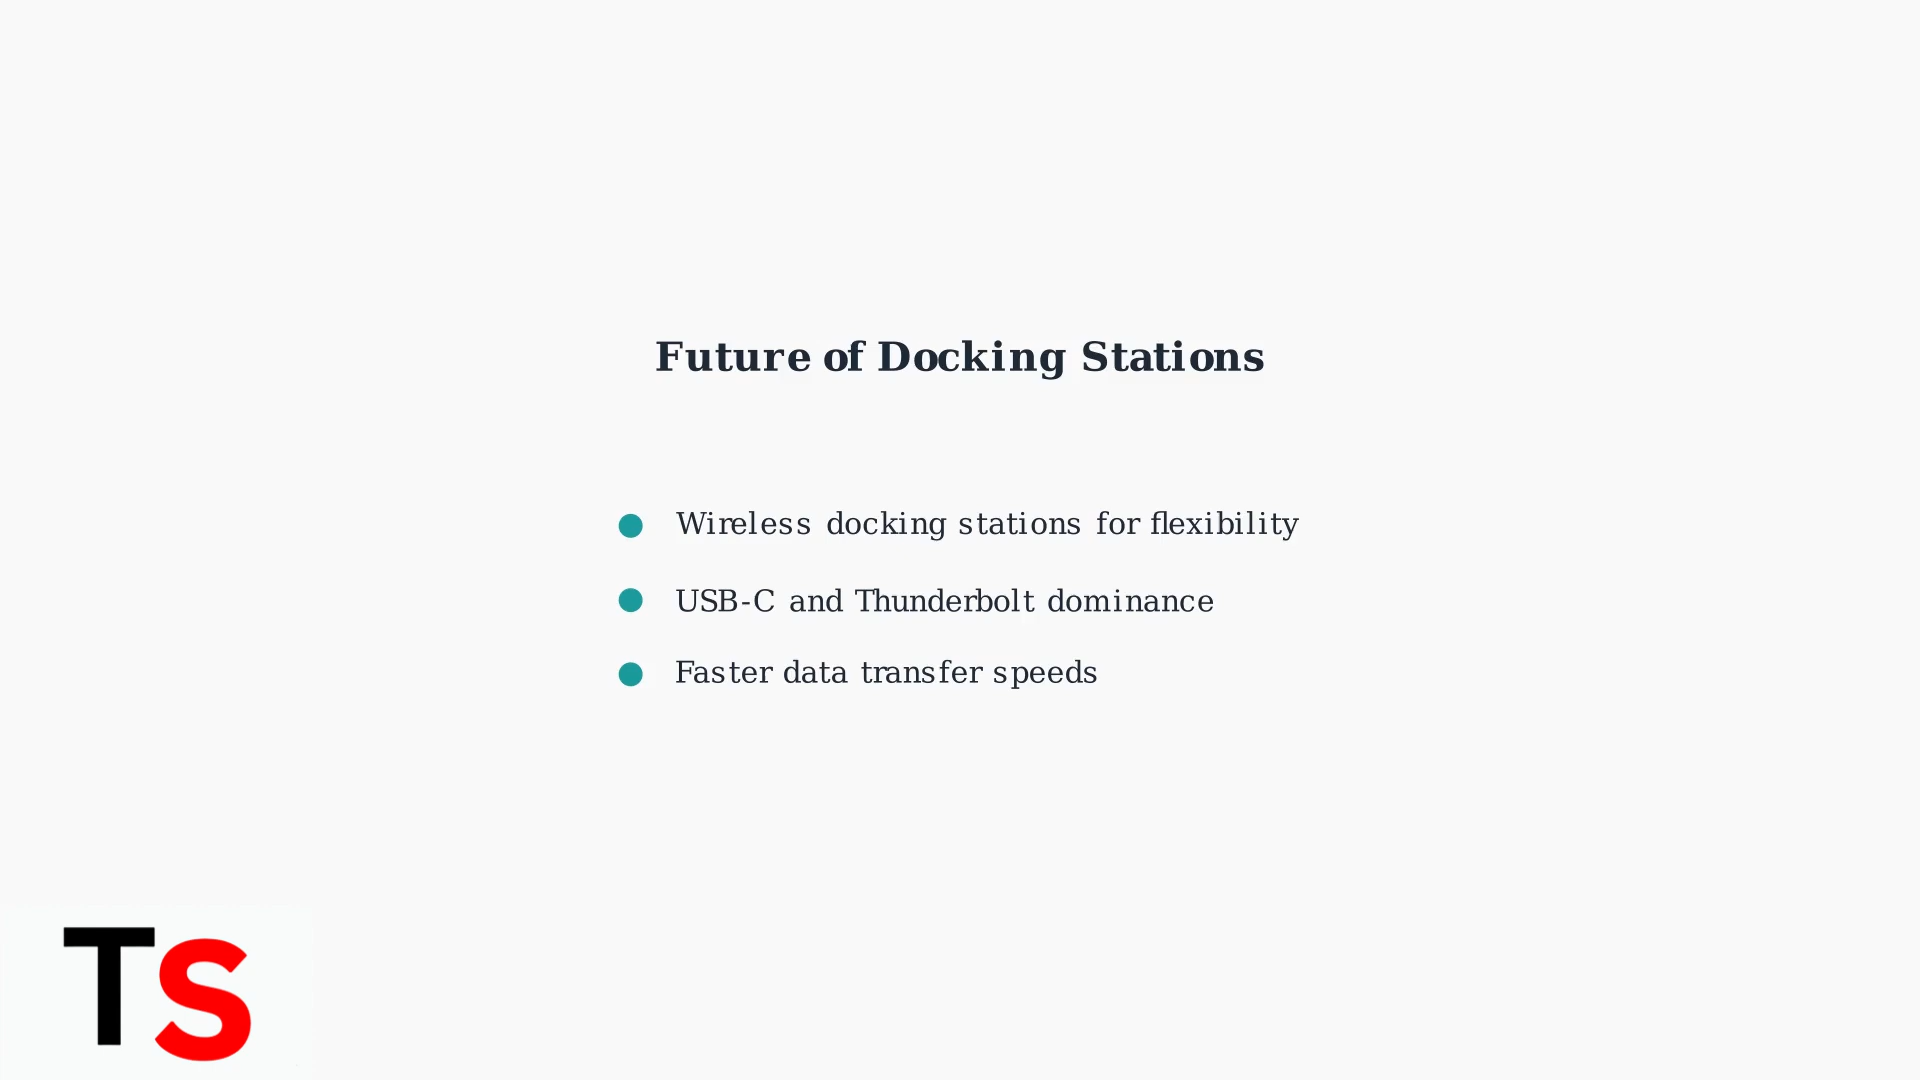 Future of Docking Stations
Wireless docking stations for flexibility
USB-C and Thunderbolt dominance
Faster data transfer speeds
TS